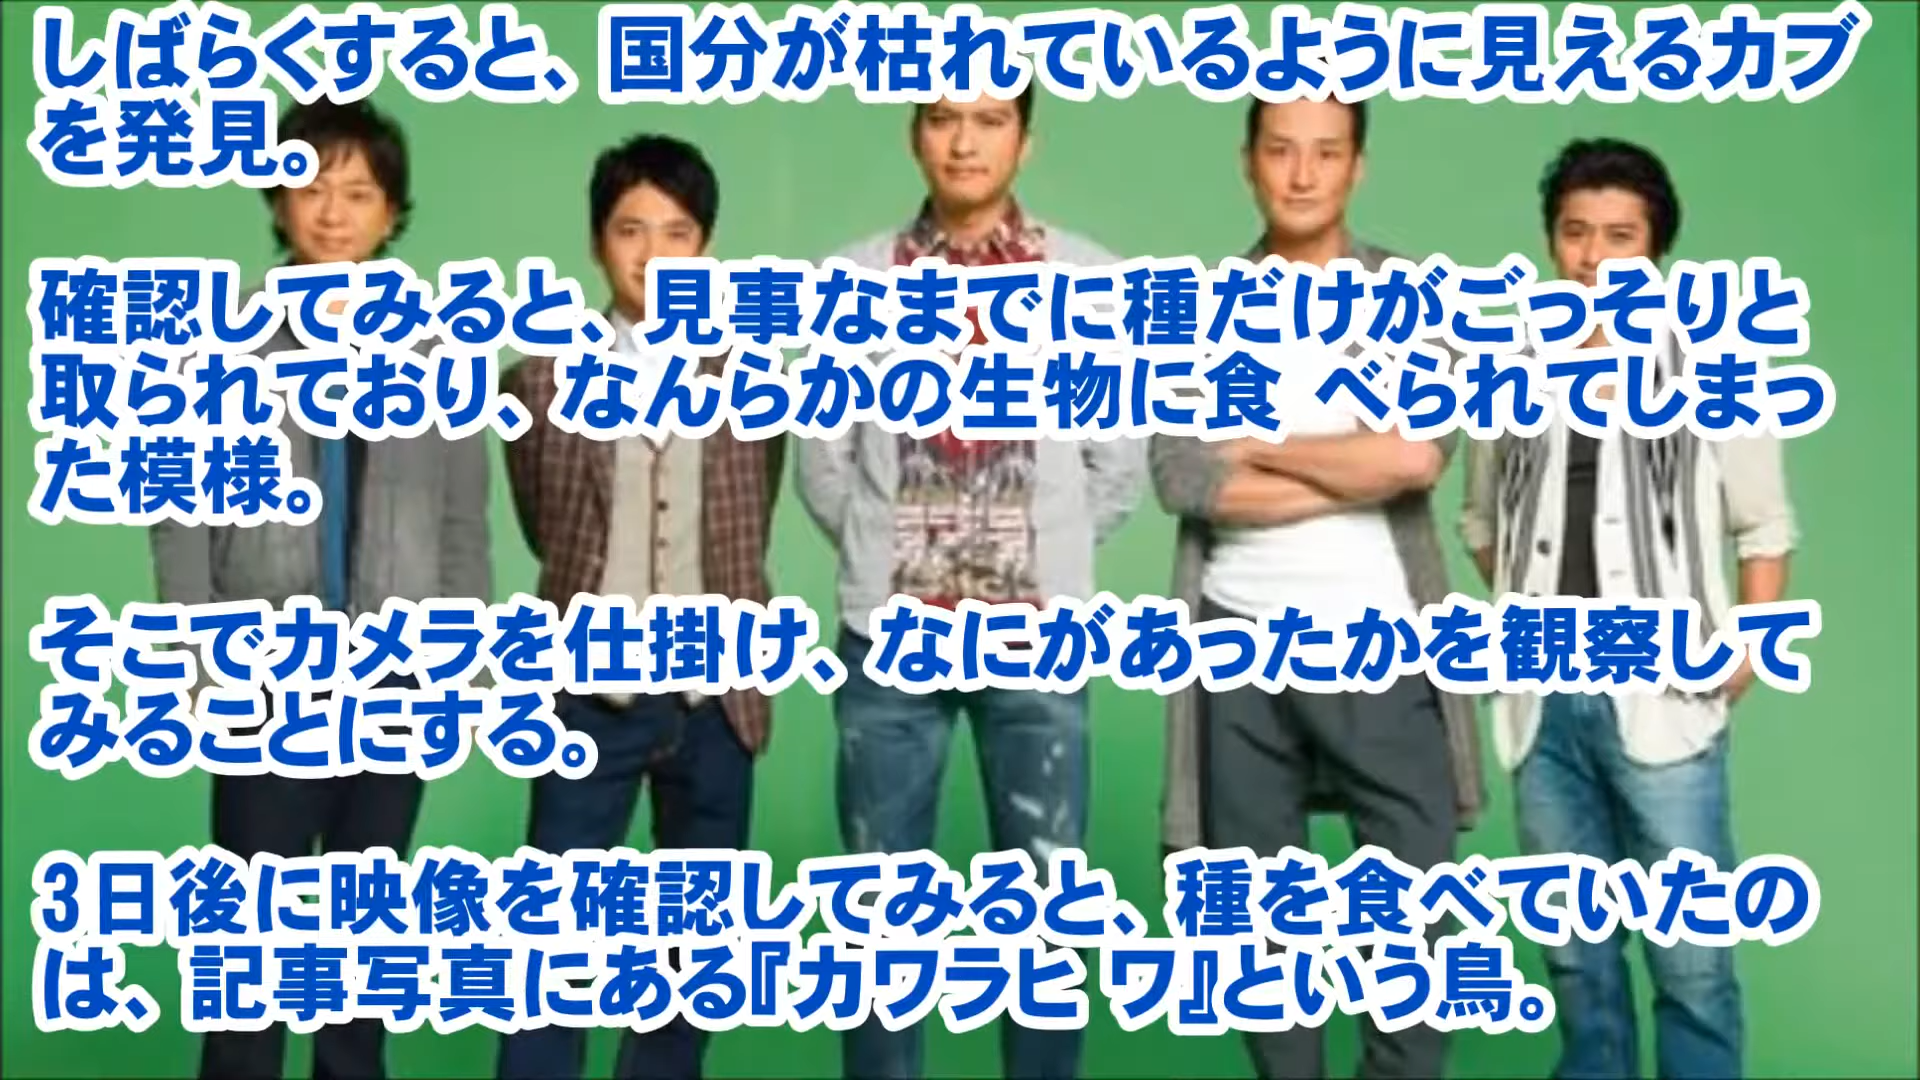 しばらくすると、国分が枯れているように見えるカブ
を発見。
確認してみると、見事なまでに種だけがごっそりと
取られており、なんらかの生物に食 べられてしまっ
た模様。
そこでカメラを仕掛け、なにがあったかを観察して
みることにする。
3日後に映像を確認してみると、種を食べていたの
は、記事写真にある『カワラヒ ワ』という鳥。